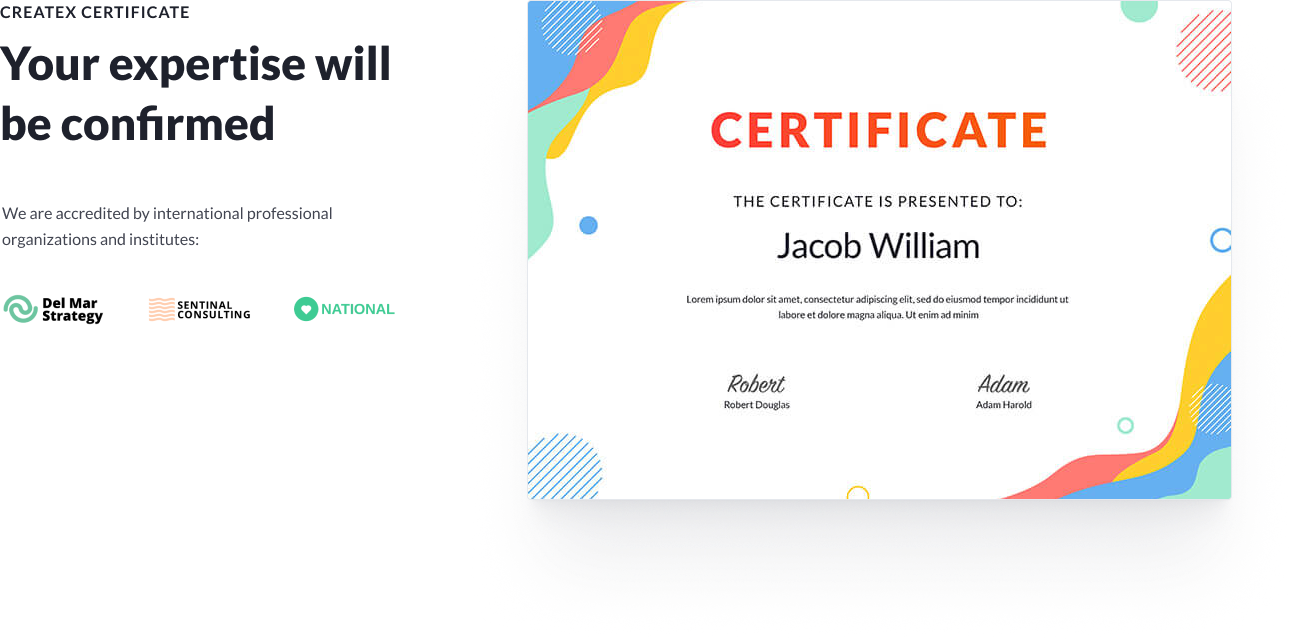 CREATEX CERTIFICATE
Your expertise will
be confirmed
We are accredited by international professional
organizations and institutes:
Del Mar
Strategy
SENTINAL
CONSULTING
NATIONAL
CERTIFICATE
THE CERTIFICATE IS PRESENTED TO:
Jacob William
Lorem ipsum dolor sit amet, consectetur adipiscing elit, sed do eiusmod tempor incididunt ut
labore et dolore magna aliqua. Ut enim ad minim
Robert
Robert Douglas
Adam
Adam Harold